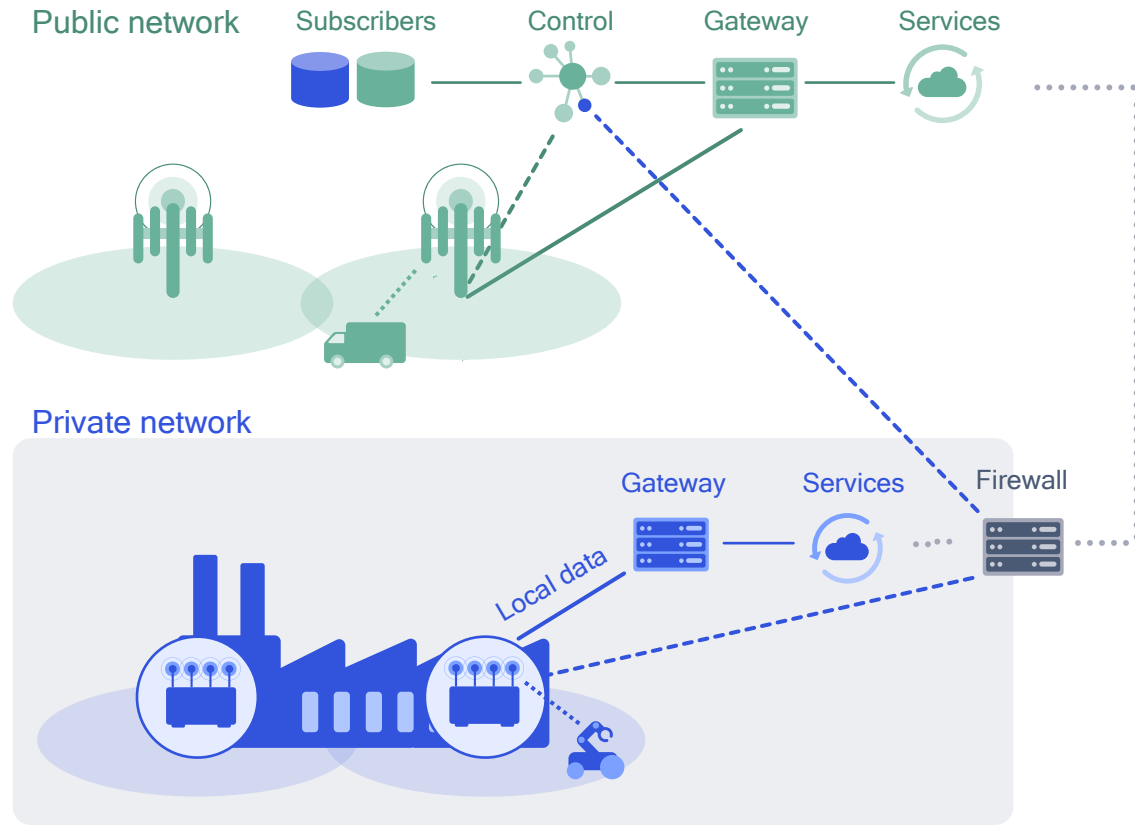 Public network
Subscribers
Control
Gateway
Services
Private network
Gateway
Services
Firewall
Local data